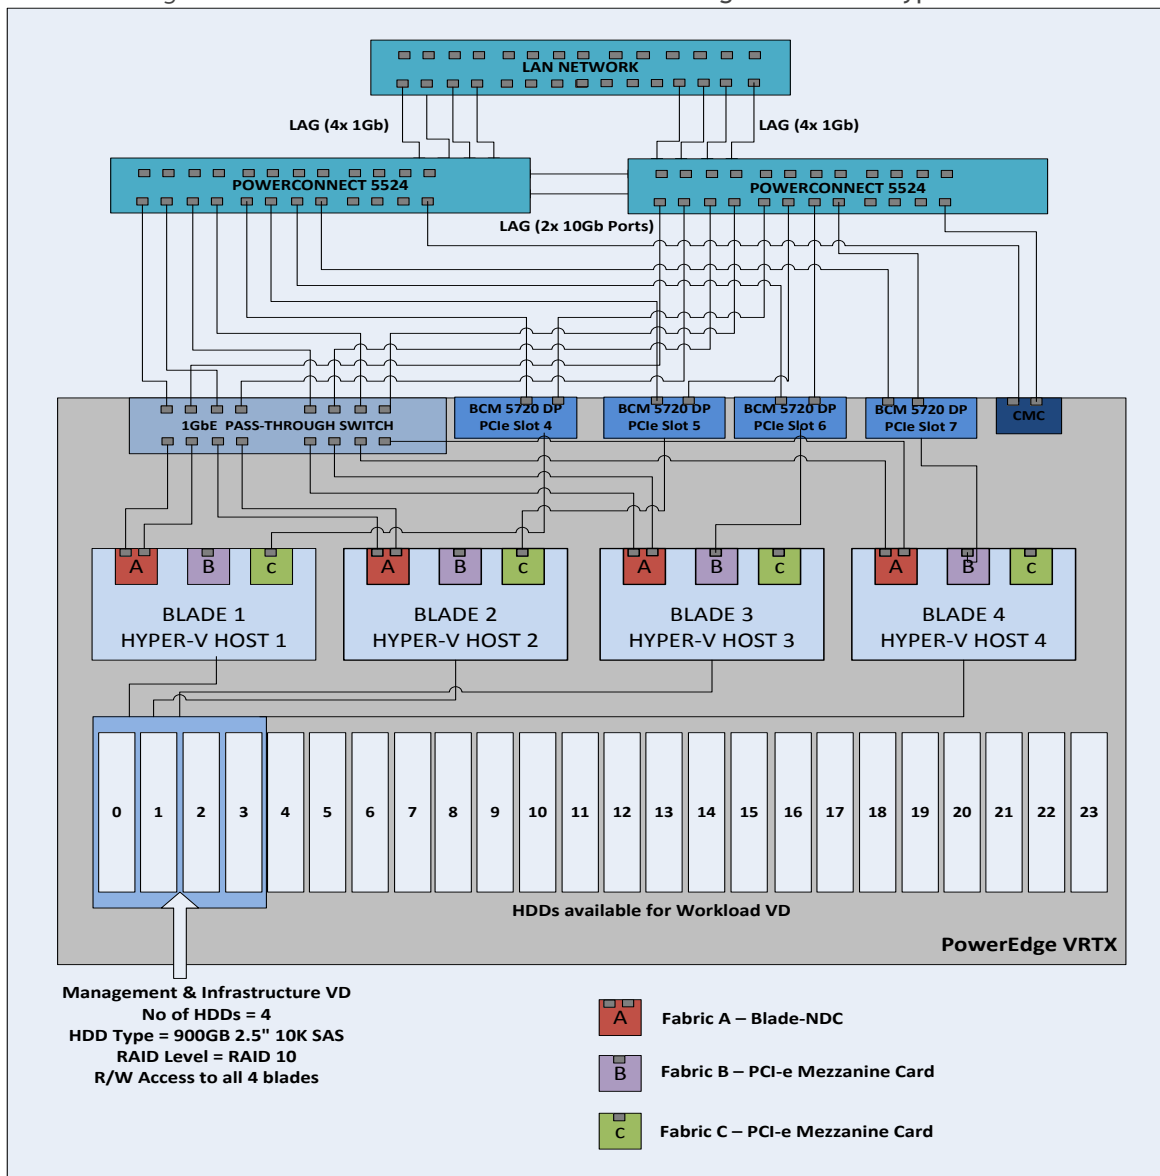 LAN NETWORK
LAG (4x 1Gb)
LAG (4x 1Gb)
POWERCONNECT 5524
POWERCONNECT 5524
LAG (2x 10Gb Ports)
1GbE PASS-THROUGH SWITCH
BCM 5720 DP
PCIe Slot 4
BCM 5720 DP
PCIe Slot 5
BCM 5720 DP
PCIe Slot 6
BCM 5720 DP
PCIe Slot 7
CMC
A B c
BLADE 1
HYPER-V HOST 1
A B c
BLADE 2
HYPER-V HOST 2
A B c
BLADE 3
HYPER-V HOST 3
A B c
BLADE 4
HYPER-V HOST 4
0 1 2 3 4 5 6 7 8 9 10 11 12 13 14 15 16 17 18 19 20 21 22 23
HDDs available for Workload VD
PowerEdge VRTX
Management & Infrastructure VD
No of HDDs = 4
HDD Type = 900GB 2.5" 10K SAS
RAID Level = RAID 10
R/W Access to all 4 blades
A Fabric A – Blade-NDC
B Fabric B – PCI-e Mezzanine Card
c Fabric C – PCI-e Mezzanine Card